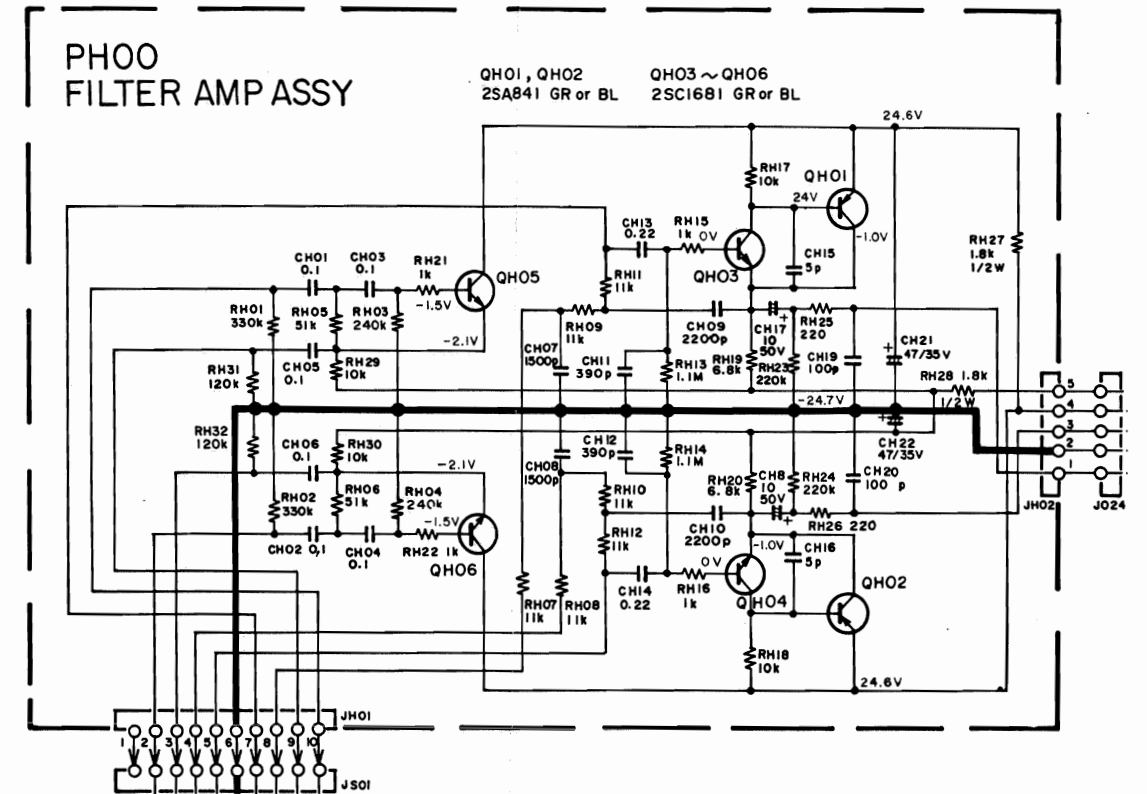 PH00
FILTER AMP ASSY
QH01, QH02
2SA841 GR or BL
QH03 ~ QH06
2SC1681 GR or BL
24.6V
RH17
10k
QH01
24V
-1.0V
CH13
0.22
RH15
1k
0V
QH03
CH15
5p
RH27
1.8k
1/2W
CH01
0.1
CH03
0.1
RH21
1k
-1.5V
QH05
RH11
11k
RH01
330k
RH05
51k
RH03
240k
-2.1V
RH09
11k
CH09
2200p
CH17
10
50V
+
RH25
220
CH05
0.1
RH29
10k
RH31
120k
CH07
1500p
CH11
390p
RH13
1.1M
RH19
6.8k
RH23
220k
CH19
100p
+
CH21
47/35V
RH28 1.8k
1/2W
-24.7V
5
4
3
2
1
JH02
J024
RH32
120k
CH06
0.1
RH30
10k
-2.1V
CH08
1500p
CH12
390p
RH14
1.1M
+
CH22
47/35V
RH02
330k
RH06
51k
RH04
240k
-1.5V
RH10
11k
RH20
6.8k
CH8
10
50V
+
RH24
220k
CH20
100 p
CH02 0,1
CH04
0.1
RH22 1k
QH06
RH12
11k
CH10
2200p
RH26 220
-1.0V
CH16
5p
0V
QH04
QH02
RH07
11k
RH08
11k
CH14
0.22
RH16
1k
RH18
10k
24.6V
JH01
1 2 3 4 5 6 7 8 9 10
JS01